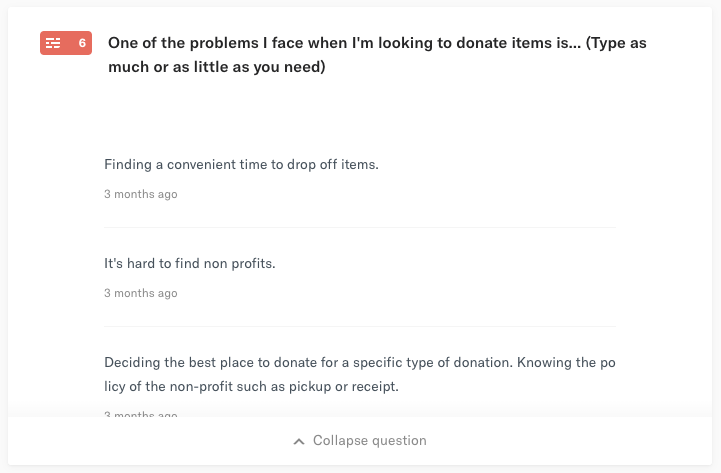 6
One of the problems I face when I'm looking to donate items is... (Type as
much or as little as you need)
Finding a convenient time to drop off items.
3 months ago
It's hard to find non profits.
3 months ago
Deciding the best place to donate for a specific type of donation. Knowing the po
licy of the non-profit such as pickup or receipt.
3 months ago
Collapse question